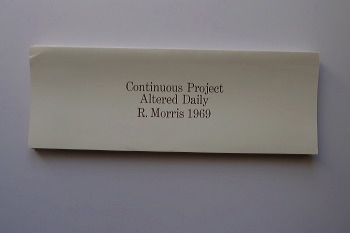 Continuous Project
Altered Daily
R. Morris 1969